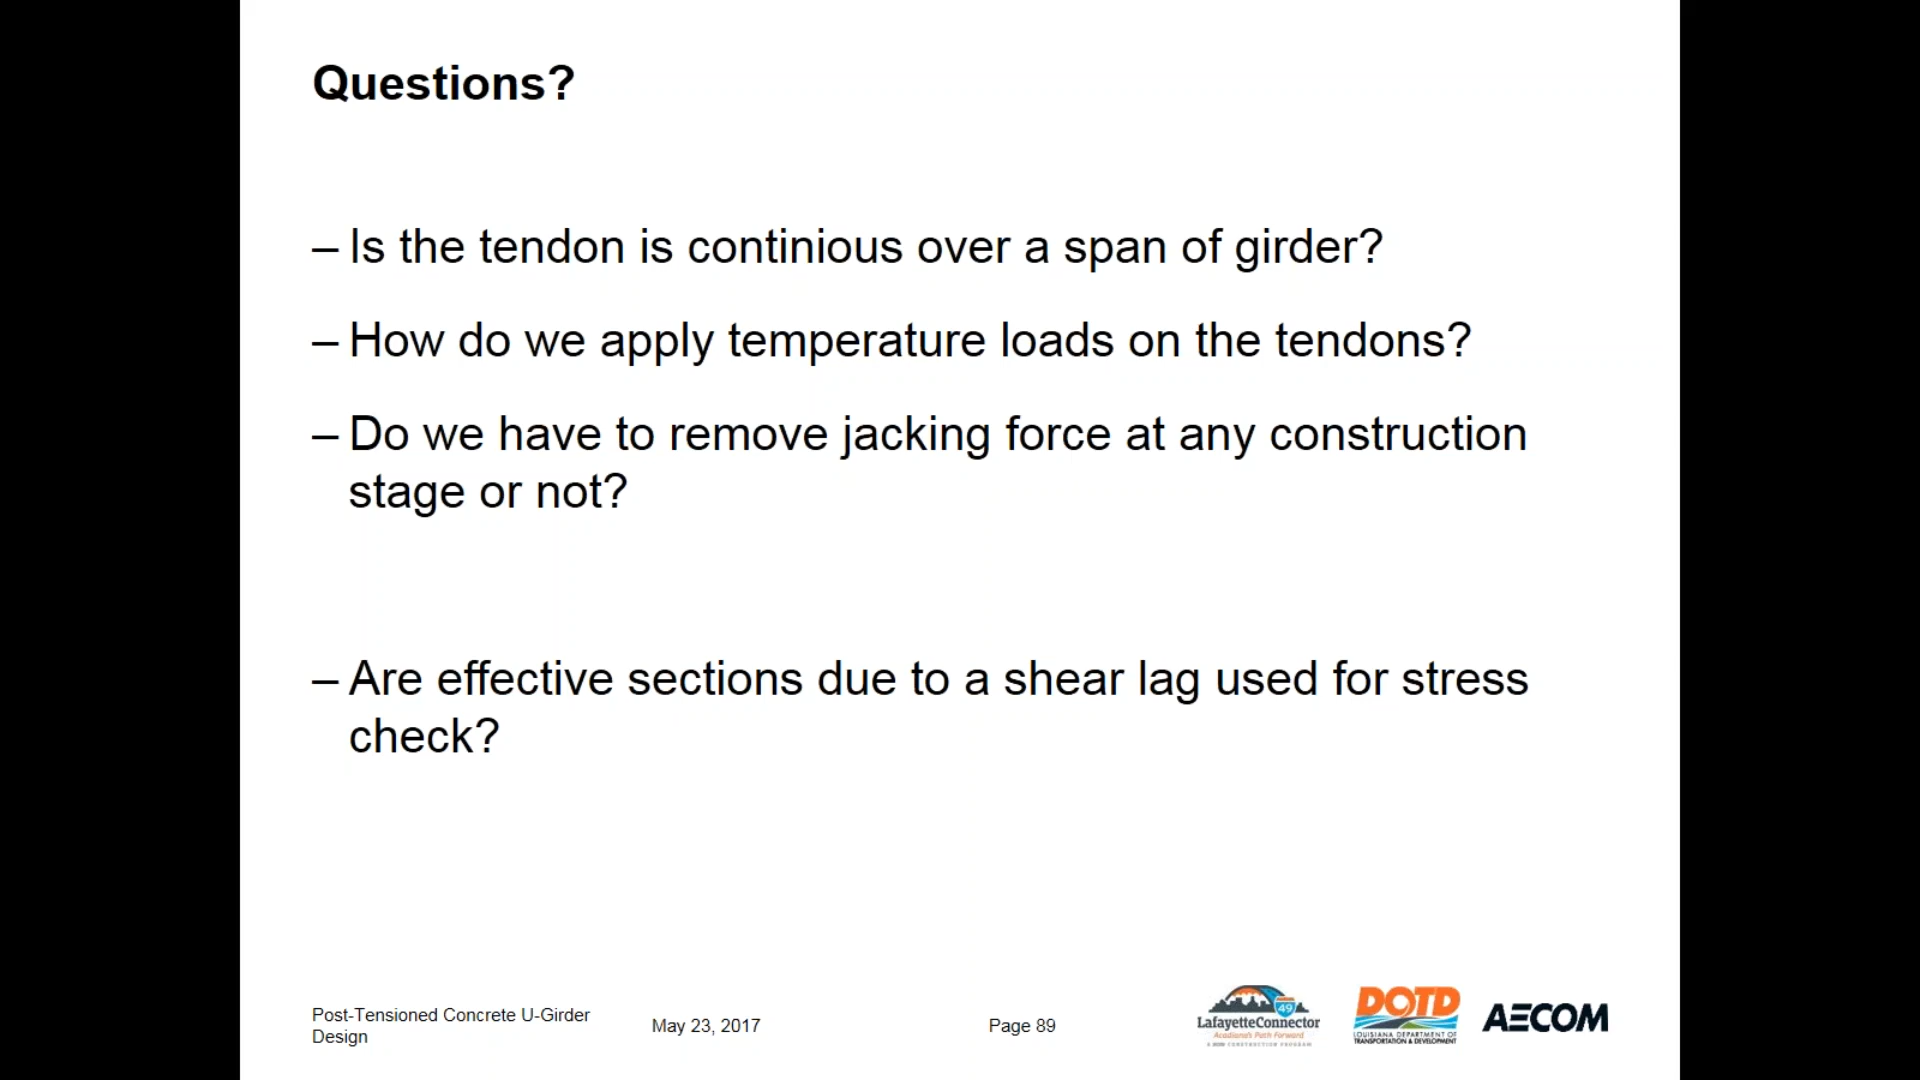 Questions?
– Is the tendon is continious over a span of girder?
– How do we apply temperature loads on the tendons?
– Do we have to remove jacking force at any construction
stage or not?
– Are effective sections due to a shear lag used for stress
check?
Post-Tensioned Concrete U-Girder
Design
May 23, 2017
Page 89
49
LafayetteConnector
Acadiana's Path Forward
DOTD
LOUISIANA DEPARTMENT OF
TRANSPORTATION & DEVELOPMENT
AECOM